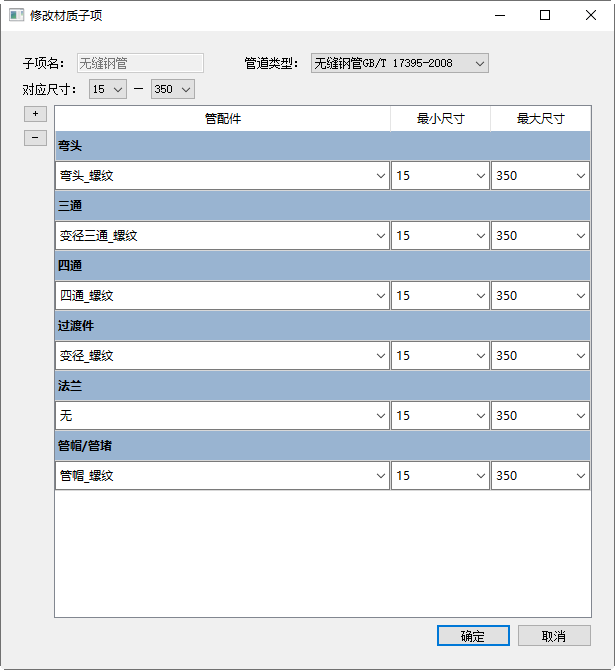 修改材质子项
子项名： 无缝钢管 管道类型： 无缝钢管GB/T 17395-2008
对应尺寸： 15 — 350
+
−
管配件 最小尺寸 最大尺寸
弯头
弯头_螺纹 15 350
三通
变径三通_螺纹 15 350
四通
四通_螺纹 15 350
过渡件
变径_螺纹 15 350
法兰
无 15 350
管帽/管堵
管帽_螺纹 15 350
确定 取消